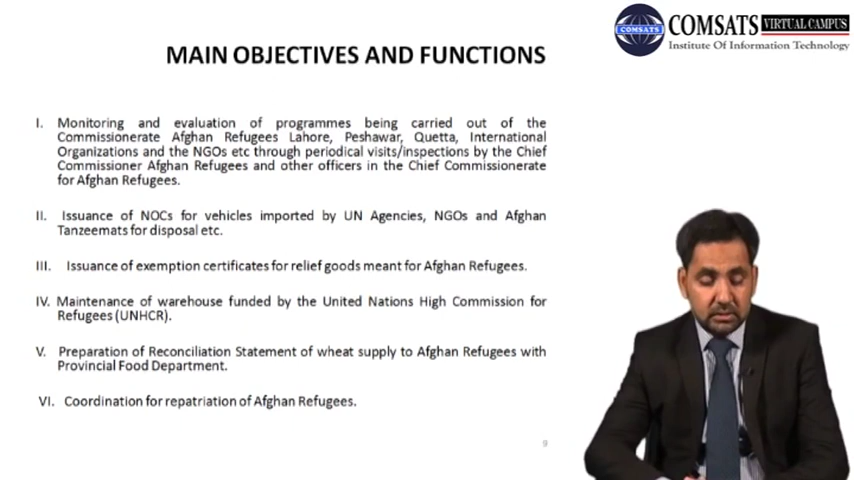 COMSATS VIRTUAL CAMPUS
Institute Of Information Technology
COMSATS
MAIN OBJECTIVES AND FUNCTIONS
I. Monitoring and evaluation of programmes being carried out of the
Commissionerate Afghan Refugees Lahore, Peshawar, Quetta, International
Organizations and the NGOs etc through periodical visits/inspections by the Chief
Commissioner Afghan Refugees and other officers in the Chief Commissionerate
for Afghan Refugees.
II. Issuance of NOCs for vehicles imported by UN Agencies, NGOs and Afghan
Tanzeemats for disposal etc.
III. Issuance of exemption certificates for relief goods meant for Afghan Refugees.
IV. Maintenance of warehouse funded by the United Nations High Commission for
Refugees (UNHCR).
V. Preparation of Reconciliation Statement of wheat supply to Afghan Refugees with
Provincial Food Department.
VI. Coordination for repatriation of Afghan Refugees.
9